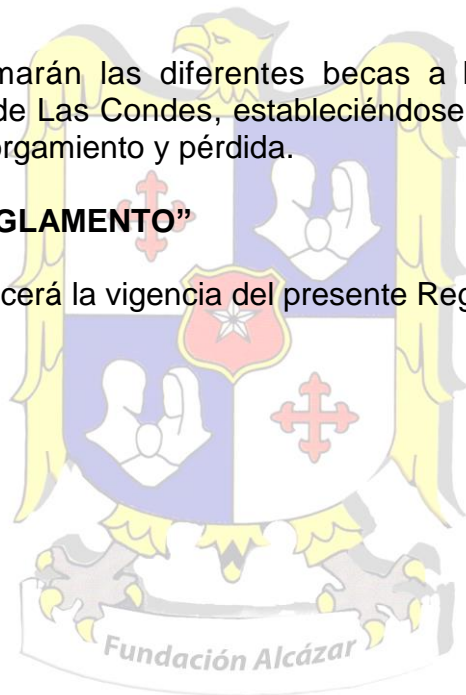 marán las diferentes becas a l
de Las Condes, estableciéndose
orgamiento y pérdida.
GLAMENTO”
cerá la vigencia del presente Reg
Fundación Alcázar